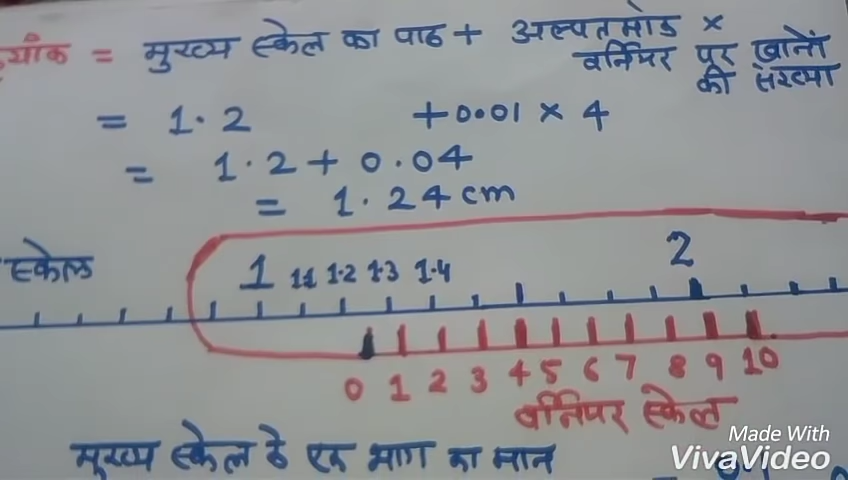 = मुख्य स्केल का पाठ + अल्पतमांड ×
वर्नियर पर खानों
की संख्या
= 1.2 +0.01 × 4
= 1.2 + 0.04
= 1.24 cm
स्केल
1 1.1 1.2 1.3 1.4 2
0 1 2 3 4 5 6 7 8 9 10
वर्नियर स्केल
मुख्य स्केल के एक भाग का मान
Made With
VivaVideo